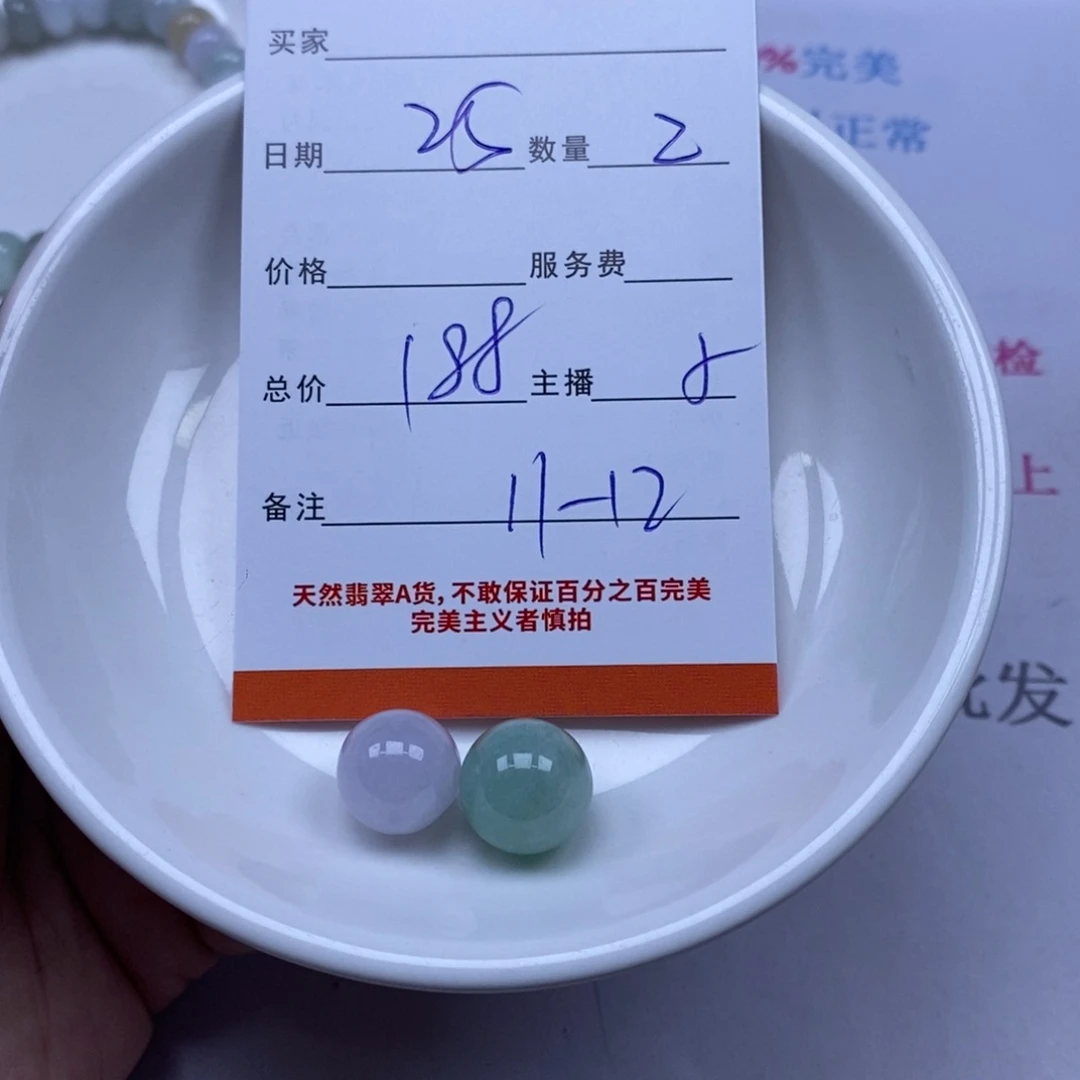 买家
日期 25 数量 2
价格 服务费
总价 188 主播
备注 11-12
天然翡翠A货,不敢保证百分之百完美
完美主义者慎拍
%完美
正常
检
上
批发